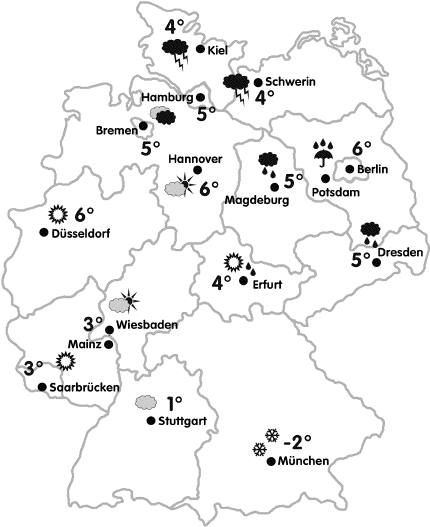 4°
Kiel
Schwerin
4°
Hamburg
5°
Bremen
5°
Hannover
6°
6°
Berlin
Potsdam
5°
Magdeburg
6°
Düsseldorf
Dresden
5°
4°
Erfurt
3°
Wiesbaden
Mainz
3°
Saarbrücken
1°
Stuttgart
-2°
München